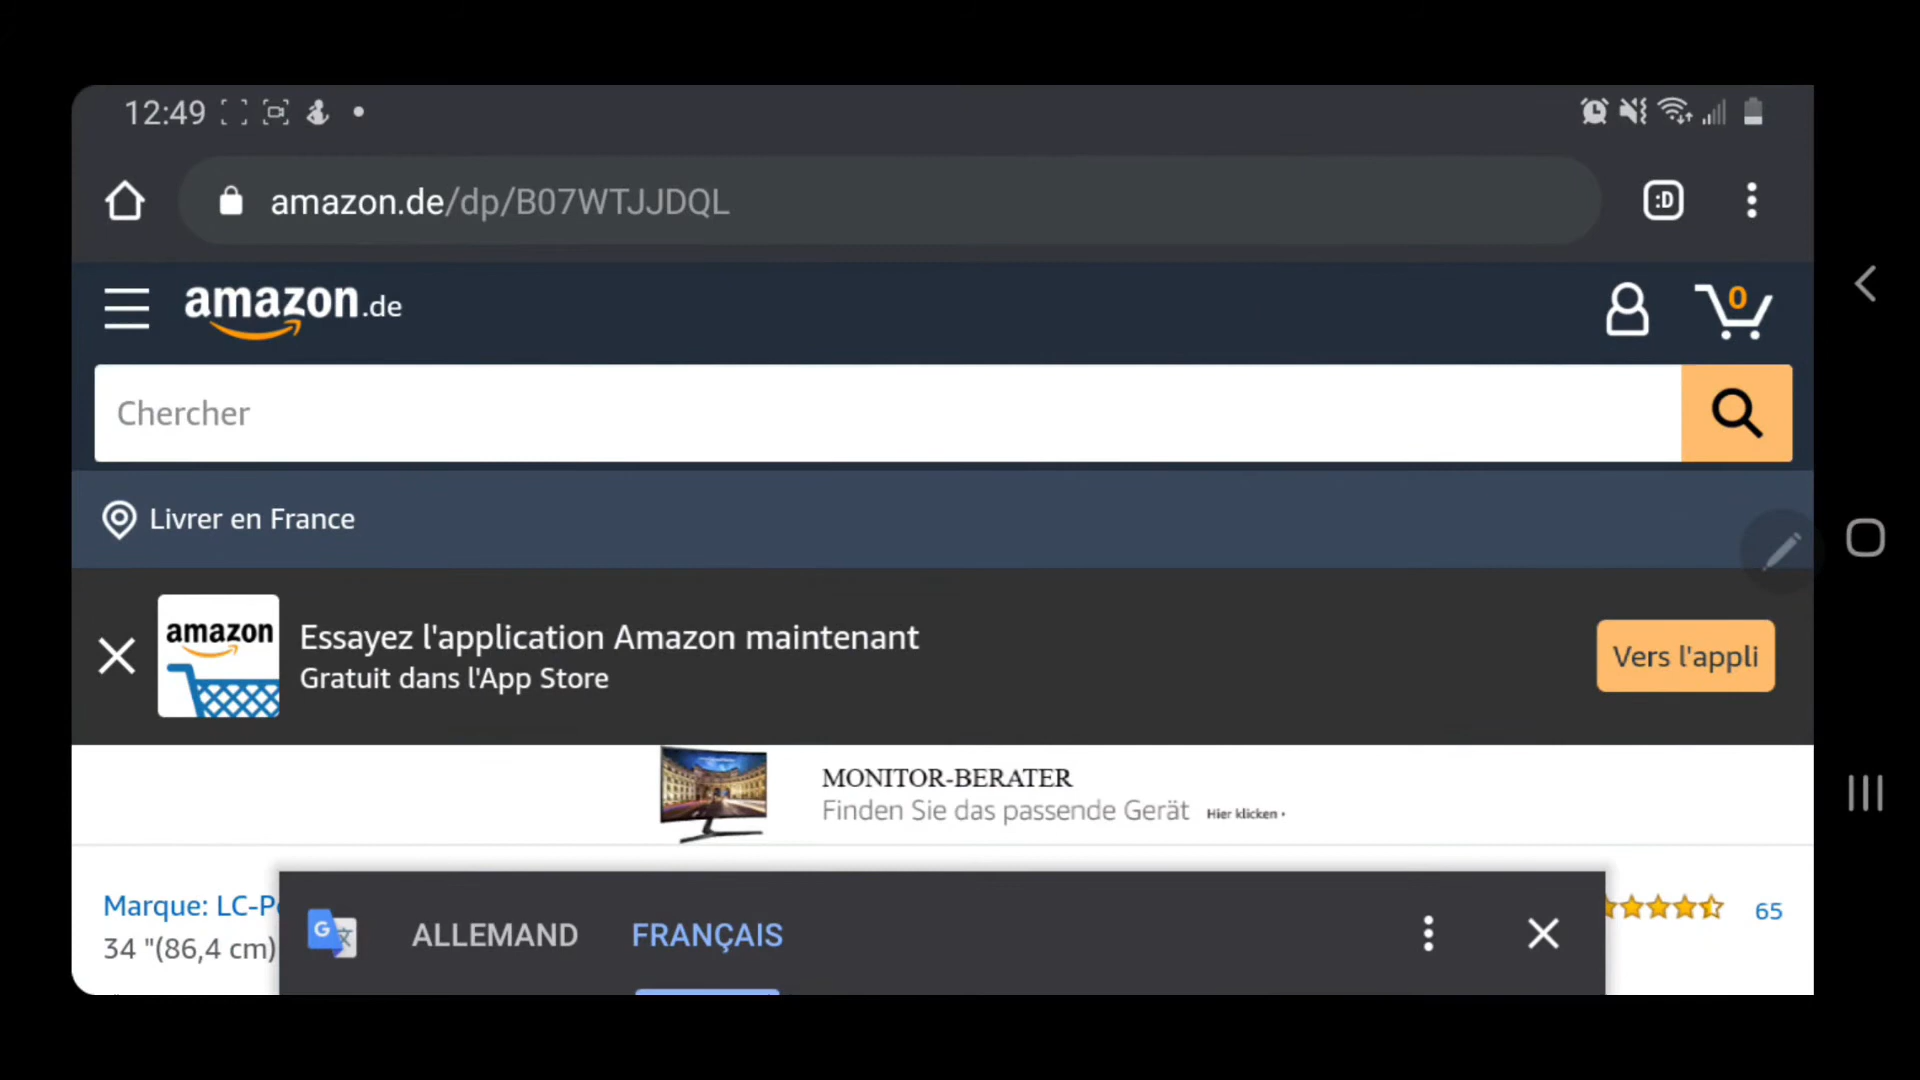 12:49
amazon.de/dp/B07WTJJDQL
:D
amazon.de
0
Chercher
Livrer en France
amazon
Essayez l'application Amazon maintenant
Gratuit dans l'App Store
Vers l'appli
MONITOR-BERATER
Finden Sie das passende Gerät Hier klicken ›
Marque: LC-P
65
34 "(86,4 cm)
G
ALLEMAND FRANÇAIS